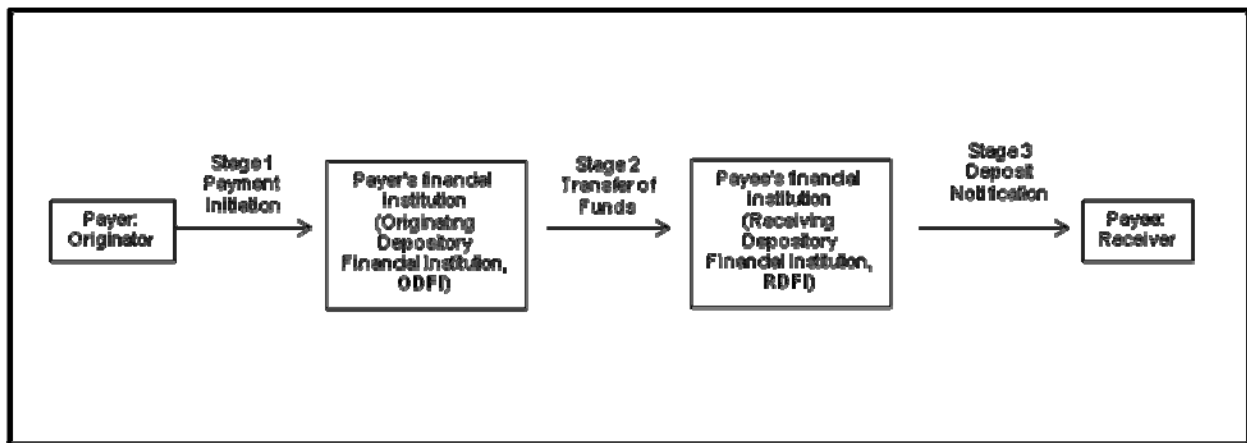 Payer:
Originator
Stage 1
Payment
Initiation
Payer's financial
institution
(Originating
Depository
Financial Institution,
ODFI)
Stage 2
Transfer of
Funds
Payee's financial
institution
(Receiving
Depository
Financial Institution,
RDFI)
Stage 3
Deposit
Notification
Payee:
Receiver